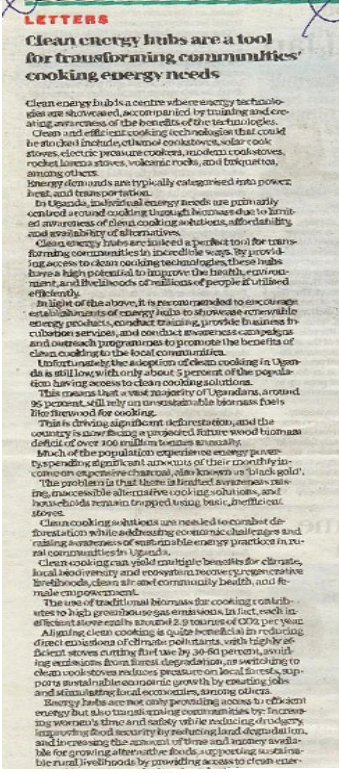 LETTERS
Clean energy hubs are a tool
for transforming communities'
cooking energy needs
Clean energy hub is a centre where energy technolo-
gies are showcased, accompanied by training and cre-
ating awareness of the benefits of the technologies.
Clean and efficient cooking technologies that could
be stocked include, ethanol cookstoves, solar cook
stoves, electric pressure cookers, modern cookstoves,
rocket lorena stoves, volcanic rocks, and briquettes,
among others.
Energy demands are typically categorised into power,
heat, and transportation.
In Uganda, individual energy needs are primarily
centred around cooking through biomass due to limit-
ed awareness of clean cooking solutions, affordability,
and availability of alternatives.
Clean energy hubs are indeed a perfect tool for trans-
forming communities in incredible ways. By provid-
ing access to clean cooking technologies, these hubs
have a high potential to improve the health, environ-
ment, and livelihoods of millions of people if utilised
efficiently.
In light of the above, it is recommended to encourage
establishments of energy hubs to showcase renewable
energy products, conduct training, provide business in-
cubation services, and conduct awareness campaigns
and outreach programmes to promote the benefits of
clean cooking to the local communities.
Unfortunately the adoption of clean cooking in Ugan-
da is still low, with only about 5 percent of the popula-
tion having access to clean cooking solutions.
This means that a vast majority of Ugandans, around
95 percent, still rely on unsustainable biomass fuels
like firewood for cooking.
This is driving significant deforestation, and the
country is now facing a projected future wood biomass
deficit of over 100 million tonnes annually.
Much of the population experience energy pover-
ty, spending significant amounts of their monthly in-
come on expensive charcoal, also known as 'black gold'.
The problem is that there is limited awareness rais-
ing, inaccessible alternative cooking solutions, and
households remain trapped using basic, inefficient
stoves.
Clean cooking solutions are needed to combat de-
forestation while addressing economic challenges and
raising awareness of sustainable energy practices in ru-
ral communities in Uganda.
Clean cooking can yield multiple benefits for climate,
local biodiversity and ecosystem recovery, regenerative
livelihoods, clean air and community health, and fe-
male empowerment.
The use of traditional biomass for cooking contrib-
utes to high greenhouse gas emissions. In fact, each in-
efficient stove emits around 2.9 tonnes of CO2 per year.
Aligning clean cooking is quite beneficial in reducing
direct emissions of climate pollutants, with highly ef-
ficient stoves cutting fuel use by 30-60 percent, avoid-
ing emissions from forest degradation, as switching to
clean cookstoves reduces pressure on local forests, sup-
ports sustainable economic growth by creating jobs
and stimulating local economies, among others.
Energy hubs are not only providing access to efficient
energy but also transforming communities by: Increas-
ing women's time and safety while reducing drudgery,
improving food security by reducing land degradation,
and increasing the amount of time and money availa-
ble for growing alternative foods, supporting sustaina-
ble rural livelihoods by providing access to clean ener-